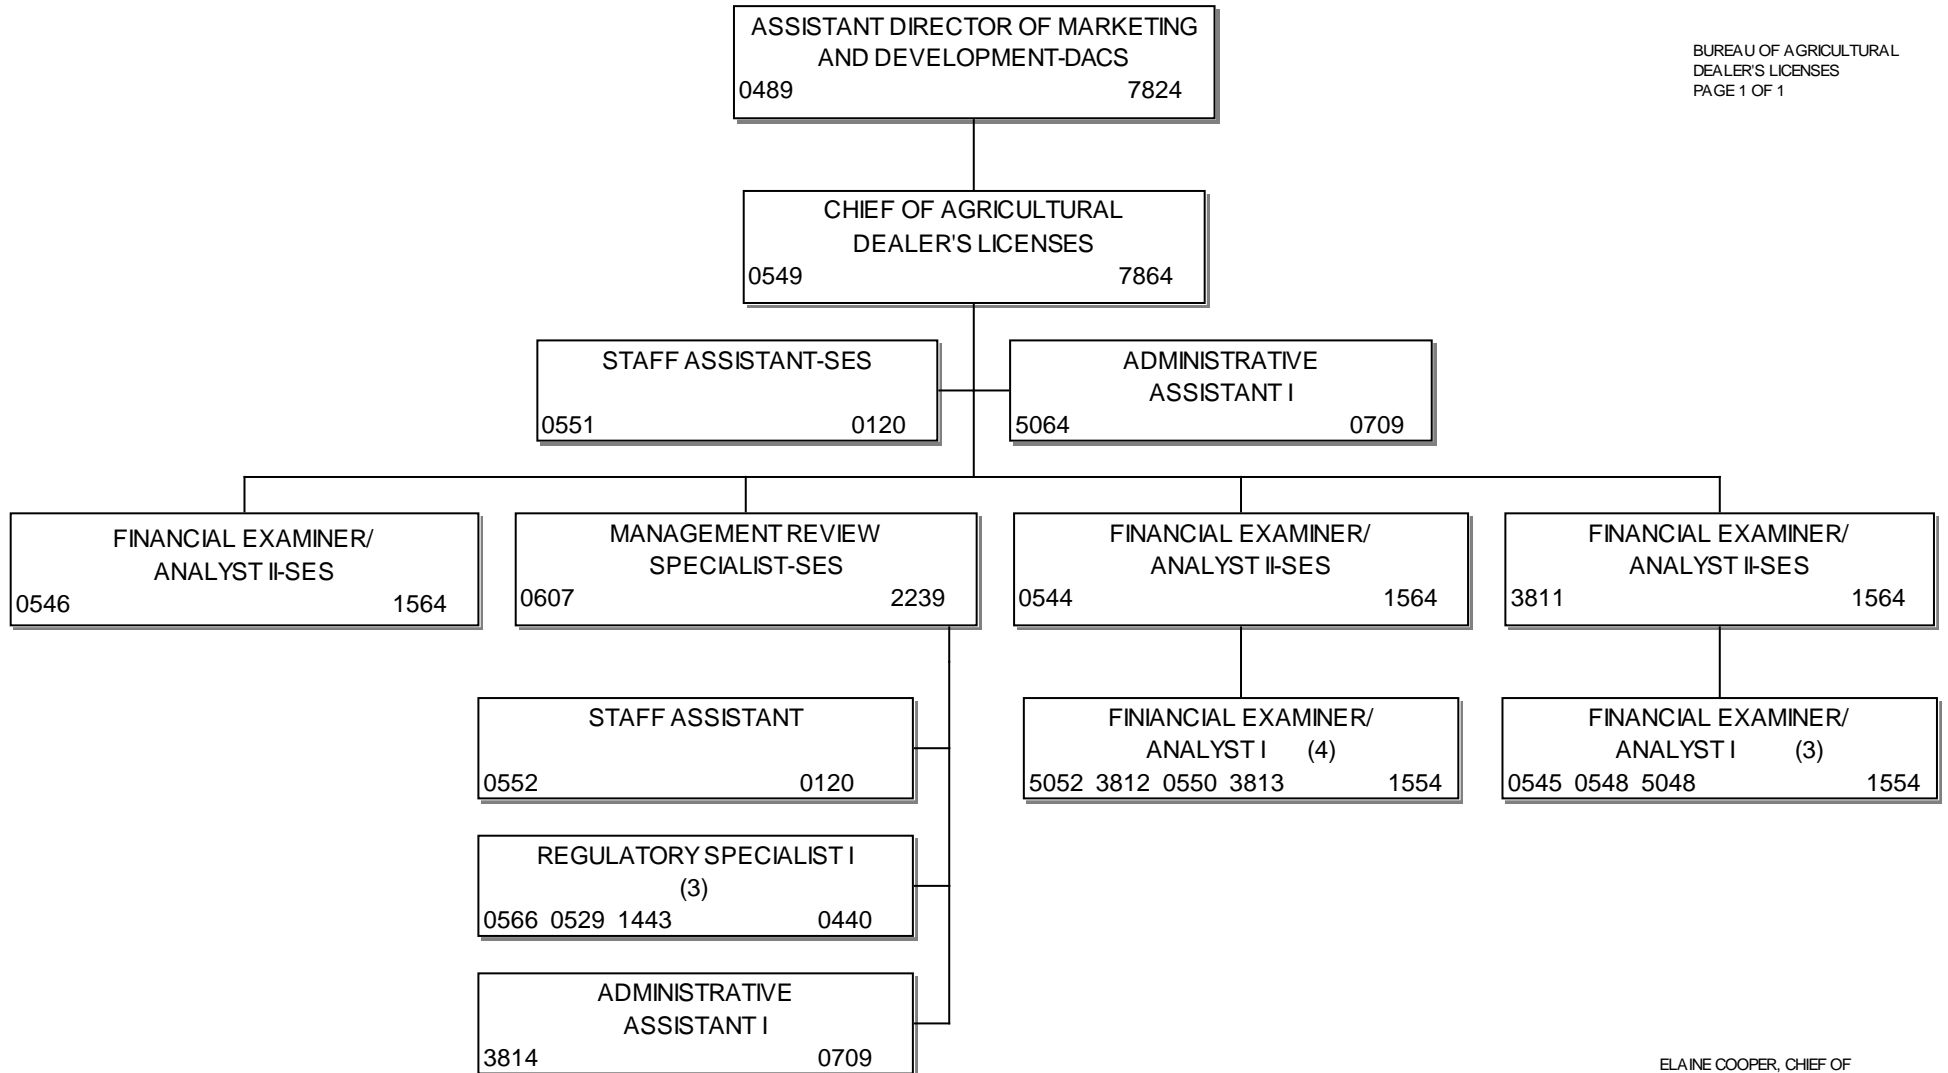 ASSISTANT DIRECTOR OF MARKETING
AND DEVELOPMENT-DACS
0489 7824
BUREAU OF AGRICULTURAL
DEALER'S LICENSES
PAGE 1 OF 1
CHIEF OF AGRICULTURAL
DEALER'S LICENSES
0549 7864
STAFF ASSISTANT-SES
0551 0120
ADMINISTRATIVE
ASSISTANT I
5064 0709
FINANCIAL EXAMINER/
ANALYST II-SES
0546 1564
MANAGEMENT REVIEW
SPECIALIST-SES
0607 2239
FINANCIAL EXAMINER/
ANALYST II-SES
0544 1564
FINANCIAL EXAMINER/
ANALYST II-SES
3811 1564
STAFF ASSISTANT
0552 0120
FINIANCIAL EXAMINER/
ANALYST I (4)
5052 3812 0550 3813 1554
FINANCIAL EXAMINER/
ANALYST I (3)
0545 0548 5048 1554
REGULATORY SPECIALIST I
(3)
0566 0529 1443 0440
ADMINISTRATIVE
ASSISTANT I
3814 0709
ELAINE COOPER, CHIEF OF